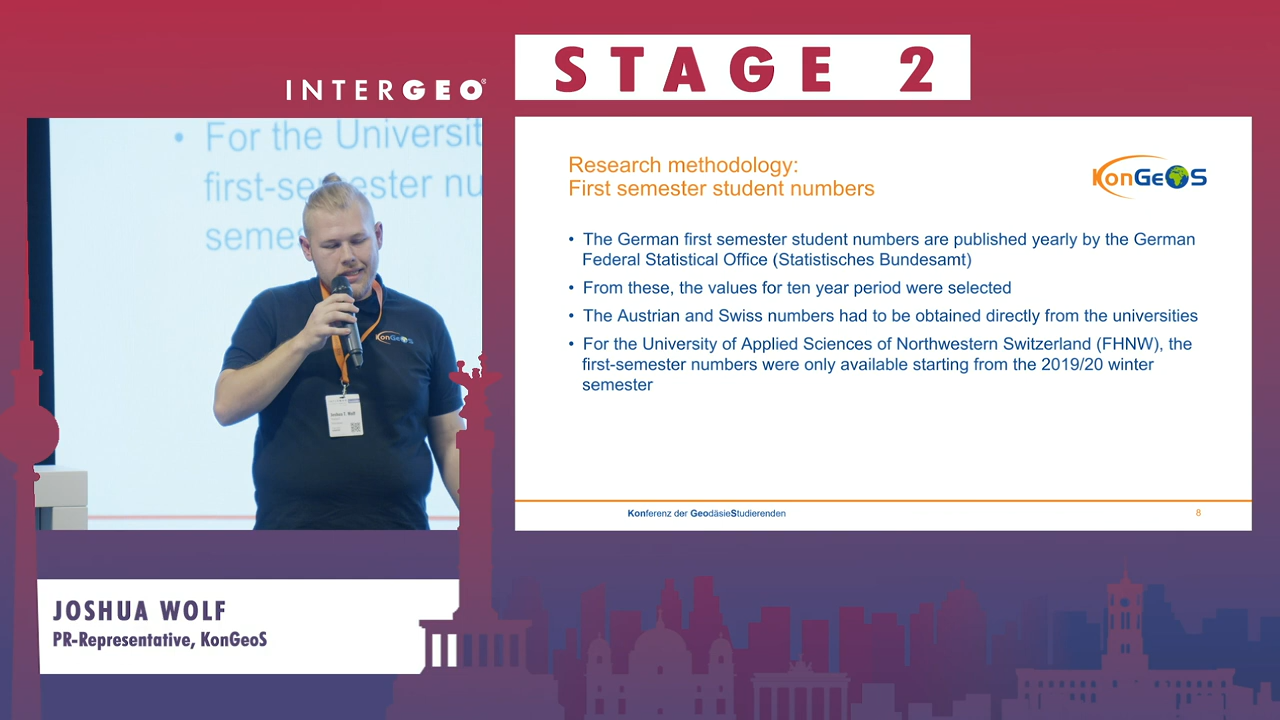 INTERGEO®
STAGE 2
• For the Universit
first-semester nu
seme
KonGeoS
Joshua T. Wolf
Research methodology:
First semester student numbers
KonGeoS
• The German first semester student numbers are published yearly by the German
Federal Statistical Office (Statistisches Bundesamt)
• From these, the values for ten year period were selected
• The Austrian and Swiss numbers had to be obtained directly from the universities
• For the University of Applied Sciences of Northwestern Switzerland (FHNW), the
first-semester numbers were only available starting from the 2019/20 winter
semester
Konferenz der GeodäsieStudierenden
8
JOSHUA WOLF
PR-Representative, KonGeoS